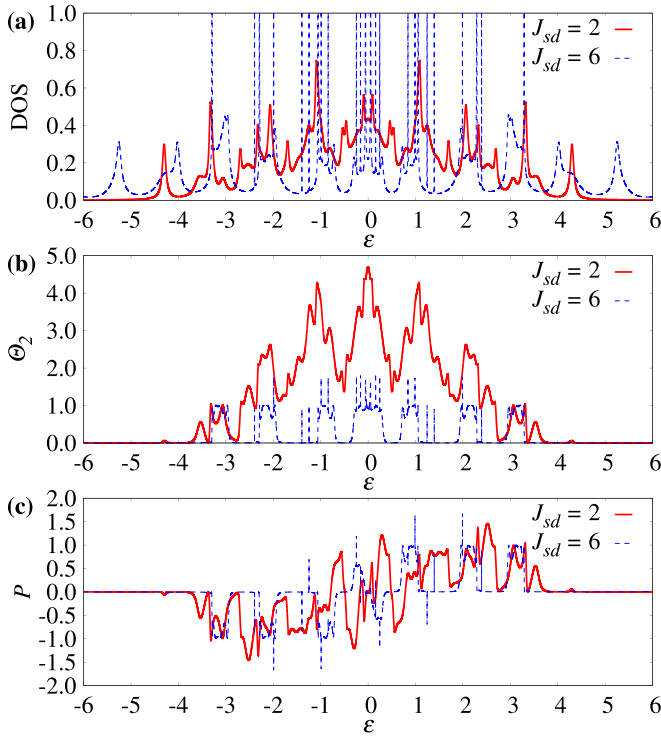 (a)
DOS
1.0
0.8
0.6
0.4
0.2
0.0
J_sd = 2
J_sd = 6
-6 -5 -4 -3 -2 -1 0 1 2 3 4 5 6
ε
(b)
Θ₂
5.0
4.0
3.0
2.0
1.0
0.0
J_sd = 2
J_sd = 6
-6 -5 -4 -3 -2 -1 0 1 2 3 4 5 6
ε
(c)
P
2.0
1.5
1.0
0.5
0.0
-0.5
-1.0
-1.5
-2.0
J_sd = 2
J_sd = 6
-6 -5 -4 -3 -2 -1 0 1 2 3 4 5 6
ε